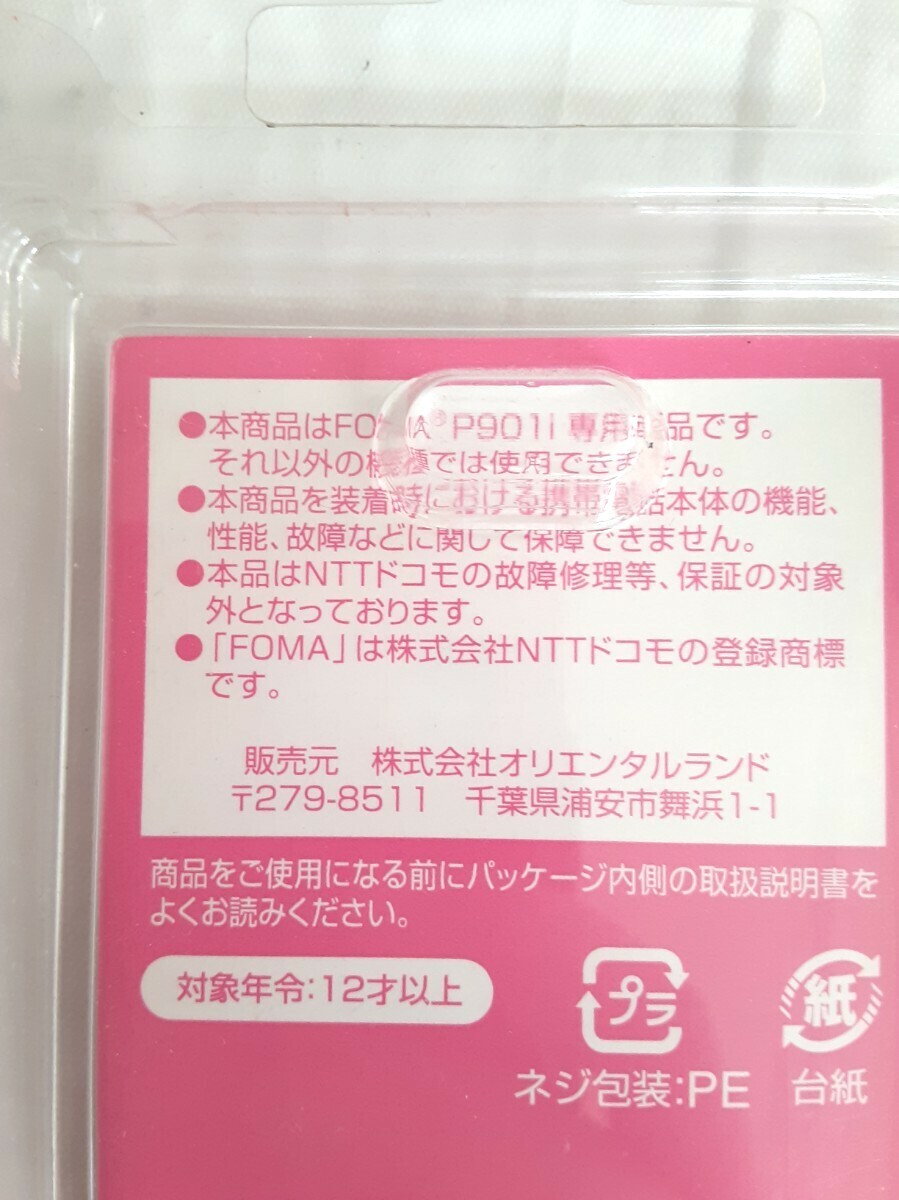 ●本商品はFOMA® P901i 専用商品です。
それ以外の機種では使用できません。
●本商品を装着時における携帯電話本体の機能、
性能、故障などに関して保障できません。
●本品はNTTドコモの故障修理等、保証の対象
外となっております。
●「FOMA」は株式会社NTTドコモの登録商標
です。
販売元 株式会社オリエンタルランド
〒279-8511 千葉県浦安市舞浜1-1
商品をご使用になる前にパッケージ内側の取扱説明書を
よくお読みください。
対象年令:12才以上
プラ
紙
ネジ包装:PE
台紙